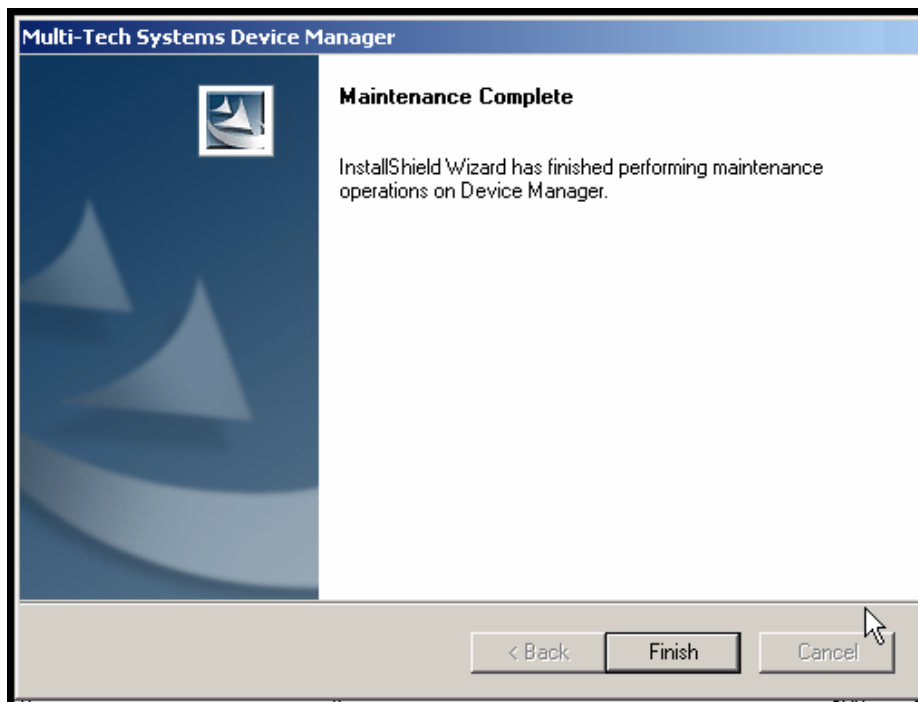 Multi-Tech Systems Device Manager
Maintenance Complete
InstallShield Wizard has finished performing maintenance
operations on Device Manager.
< Back
Finish
Cancel